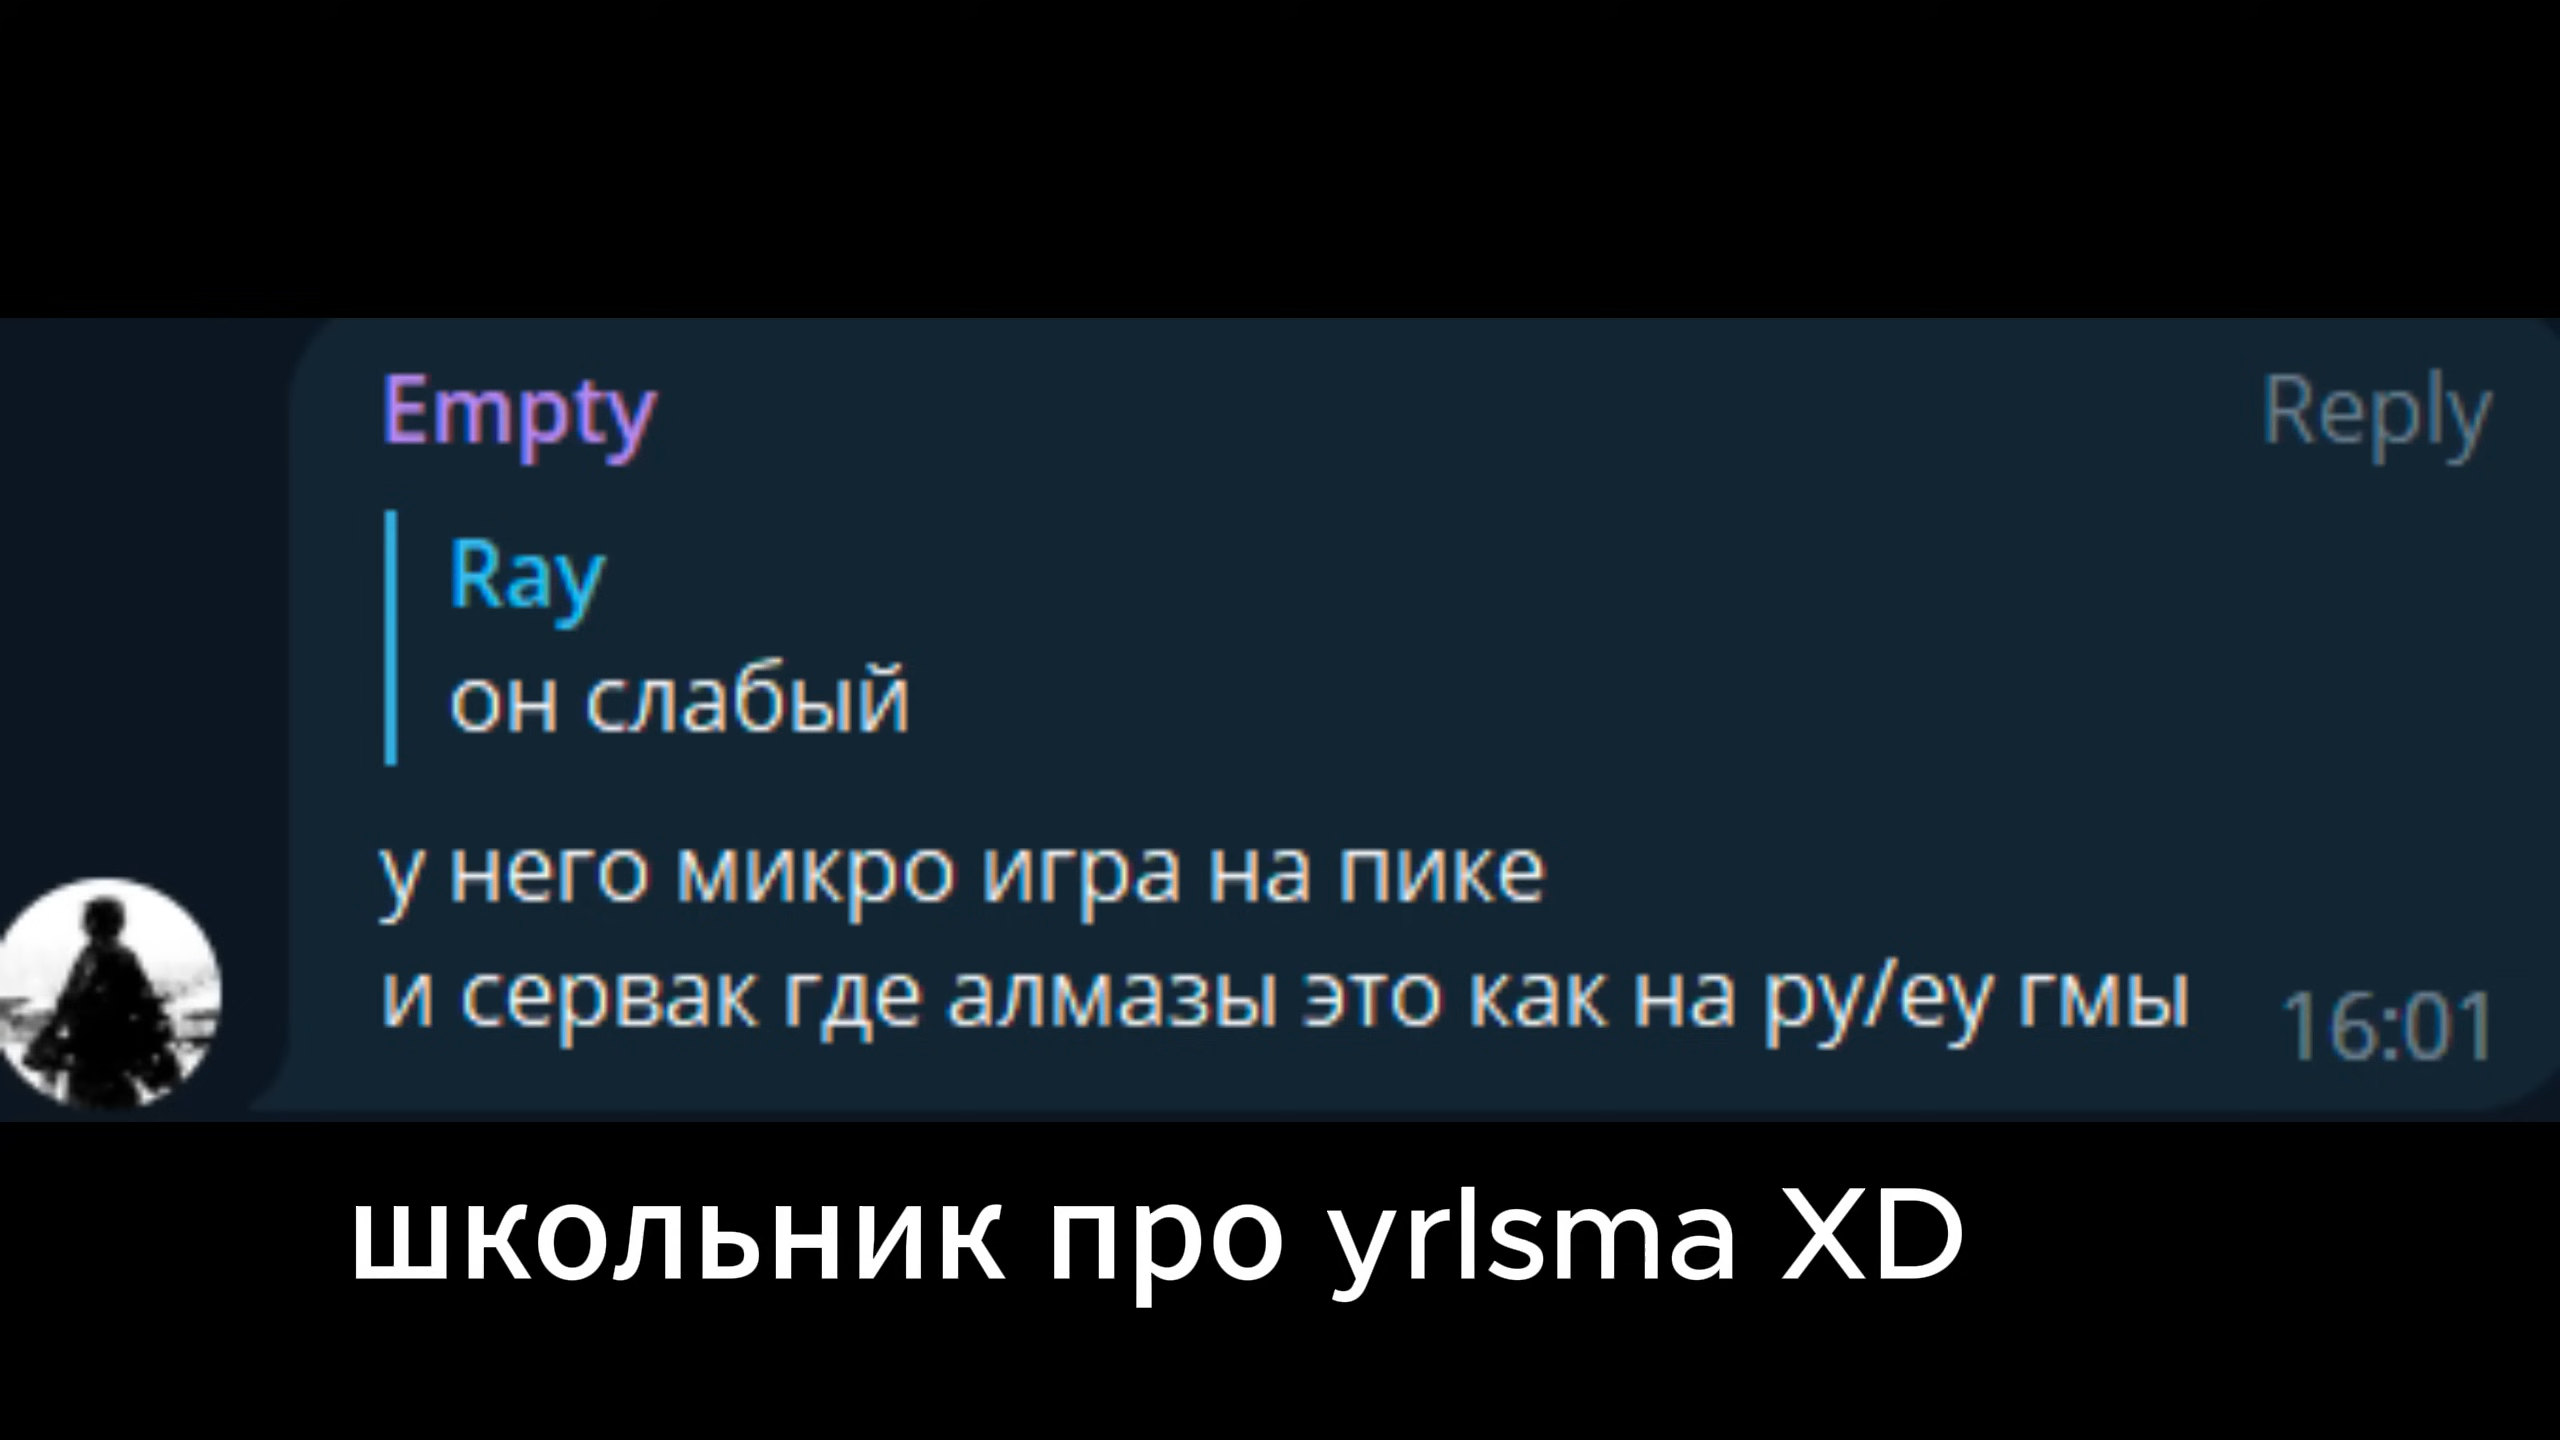 Empty
Reply
Ray
он слабый
у него микро игра на пике
и сервак где алмазы это как на ру/еу гмы
16:01
школьник про yrlsma XD